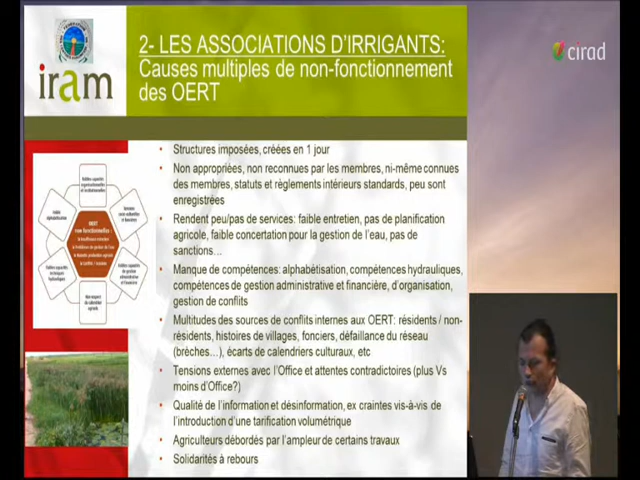 iram
2- LES ASSOCIATIONS D'IRRIGANTS:
Causes multiples de non-fonctionnement
des OERT
cirad
• Structures imposées, créées en 1 jour
• Non appropriées, non reconnues par les membres, ni-même connues
des membres, statuts et règlements intérieurs standards, peu sont
enregistrées
• Rendent peu/pas de services: faible entretien, pas de planification
agricole, faible concertation pour la gestion de l'eau, pas de
sanctions…
• Manque de compétences: alphabétisation, compétences hydrauliques,
compétences de gestion administrative et financière, d'organisation,
gestion de conflits
• Multitudes des sources de conflits internes aux OERT: résidents / non-
résidents, histoires de villages, fonciers, défaillance du réseau
(brèches…), écarts de calendriers culturaux, etc
• Tensions externes avec l'Office et attentes contradictoires (plus Vs
moins d'Office?)
• Qualité de l'information et désinformation, ex craintes vis-à-vis de
l'introduction d'une tarification volumétrique
• Agriculteurs débordés par l'ampleur de certains travaux
• Solidarités à rebours